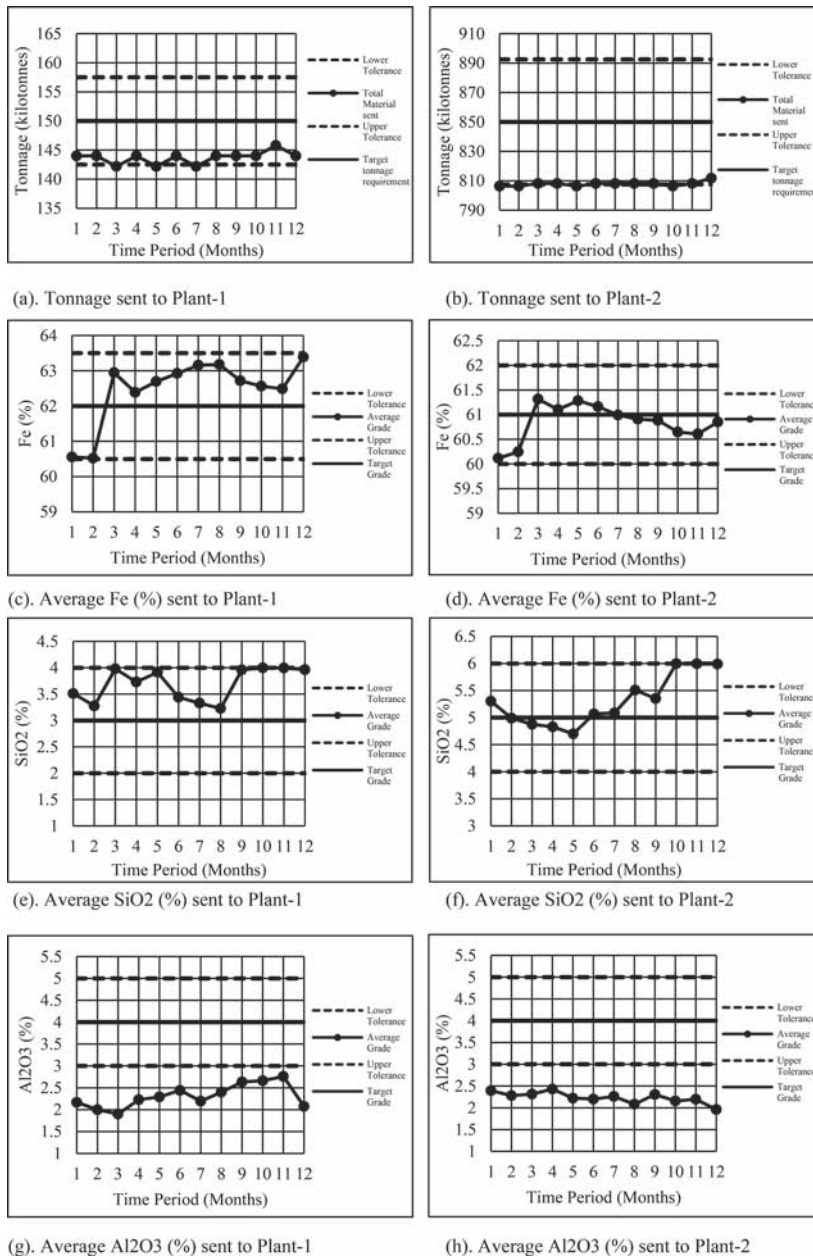 165
160
155
150
145
140
135
Tonnage (kilotonnes)
1 2 3 4 5 6 7 8 9 10 11 12
Time Period (Months)
Lower
Tolerance
Total
Material
sent
Upper
Tolerance
Target
tonnage
requirement
(a). Tonnage sent to Plant-1
910
890
870
850
830
810
790
Tonnage (kilotonnes)
1 2 3 4 5 6 7 8 9 10 11 12
Time Period (Months)
Lower
Tolerance
Total
Material
sent
Upper
Tolerance
Target
tonnage
requirement
(b). Tonnage sent to Plant-2
64
63
62
61
60
59
Fe (%)
1 2 3 4 5 6 7 8 9 10 11 12
Time Period (Months)
Lower
Tolerance
Average
Grade
Upper
Tolerance
Target
Grade
(c). Average Fe (%) sent to Plant-1
62.5
62
61.5
61
60.5
60
59.5
59
Fe (%)
1 2 3 4 5 6 7 8 9 10 11 12
Time Period (Months)
Lower
Tolerance
Average
Grade
Upper
Tolerance
Target
Grade
(d). Average Fe (%) sent to Plant-2
4.5
4
3.5
3
2.5
2
1.5
1
SiO2 (%)
1 2 3 4 5 6 7 8 9 10 11 12
Time Period (Months)
Lower
Tolerance
Average
Grade
Upper
Tolerance
Target
Grade
(e). Average SiO2 (%) sent to Plant-1
6.5
6
5.5
5
4.5
4
3.5
3
SiO2 (%)
1 2 3 4 5 6 7 8 9 10 11 12
Time Period (Months)
Lower
Tolerance
Average
Grade
Upper
Tolerance
Target
Grade
(f). Average SiO2 (%) sent to Plant-2
5.5
5
4.5
4
3.5
3
2.5
2
1.5
1
Al2O3 (%)
1 2 3 4 5 6 7 8 9 10 11 12
Time Period (Months)
Lower
Tolerance
Average
Grade
Upper
Tolerance
Target
Grade
(g). Average Al2O3 (%) sent to Plant-1
5.5
5
4.5
4
3.5
3
2.5
2
1.5
1
Al2O3 (%)
1 2 3 4 5 6 7 8 9 10 11 12
Time Period (Months)
Lower
Tolerance
Average
Grade
Upper
Tolerance
Target
Grade
(h). Average Al2O3 (%) sent to Plant-2